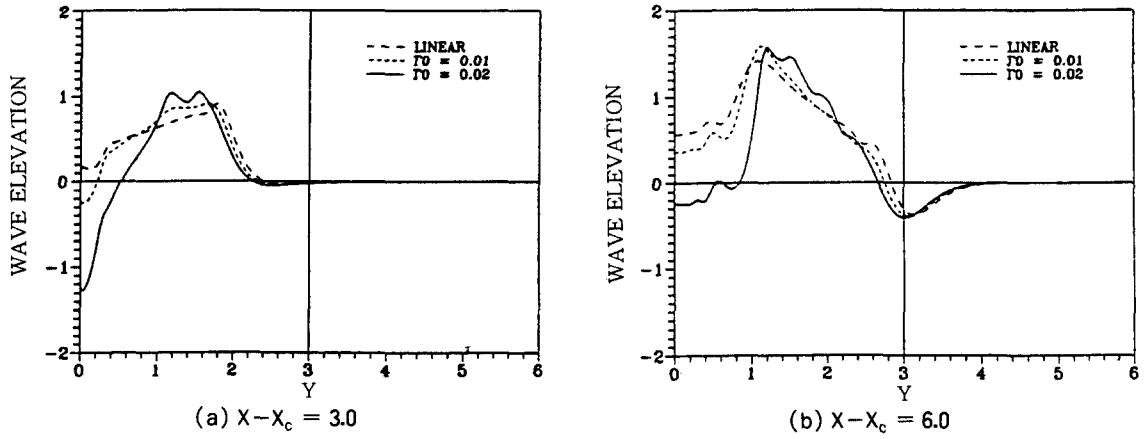 2
1
0
-1
-2
WAVE ELEVATION
LINEAR
Γ0 = 0.01
Γ0 = 0.02
0 1 2 3 4 5 6
Y
(a) X-Xc = 3.0
2
1
0
-1
-2
WAVE ELEVATION
LINEAR
Γ0 = 0.01
Γ0 = 0.02
0 1 2 3 4 5 6
Y
(b) X-Xc = 6.0